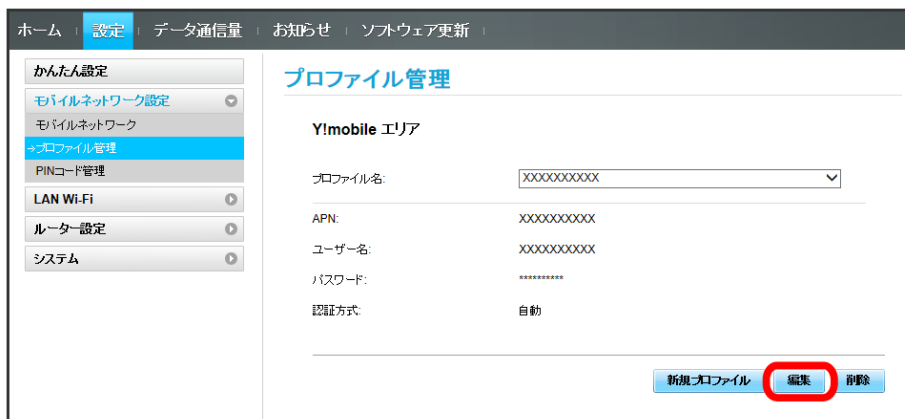 ホーム 設定 データ通信量 お知らせ ソフトウェア更新
かんたん設定
モバイルネットワーク設定
モバイルネットワーク
→プロファイル管理
PINコード管理
LAN Wi-Fi
ルーター設定
システム
プロファイル管理
Y!mobile エリア
プロファイル名: XXXXXXXXXX
APN: XXXXXXXXXX
ユーザー名: XXXXXXXXXX
パスワード: **********
認証方式: 自動
新規プロファイル 編集 削除